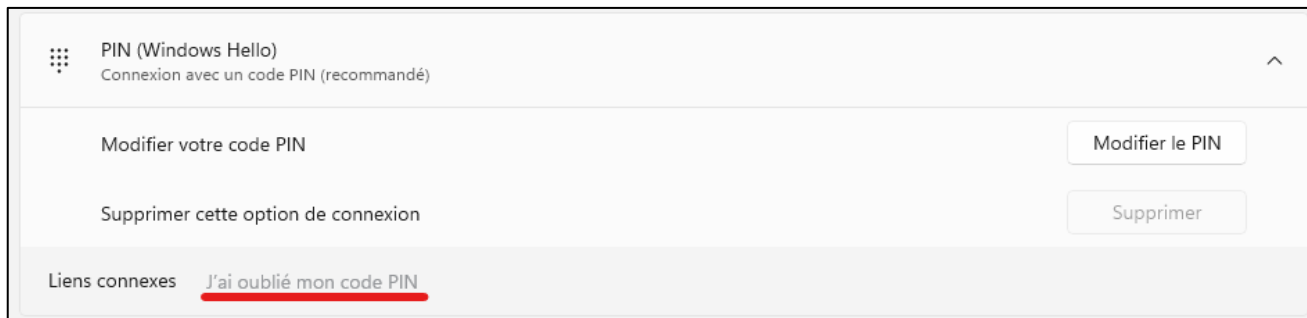 PIN (Windows Hello)
Connexion avec un code PIN (recommandé)
Modifier votre code PIN
Modifier le PIN
Supprimer cette option de connexion
Supprimer
Liens connexes J'ai oublié mon code PIN